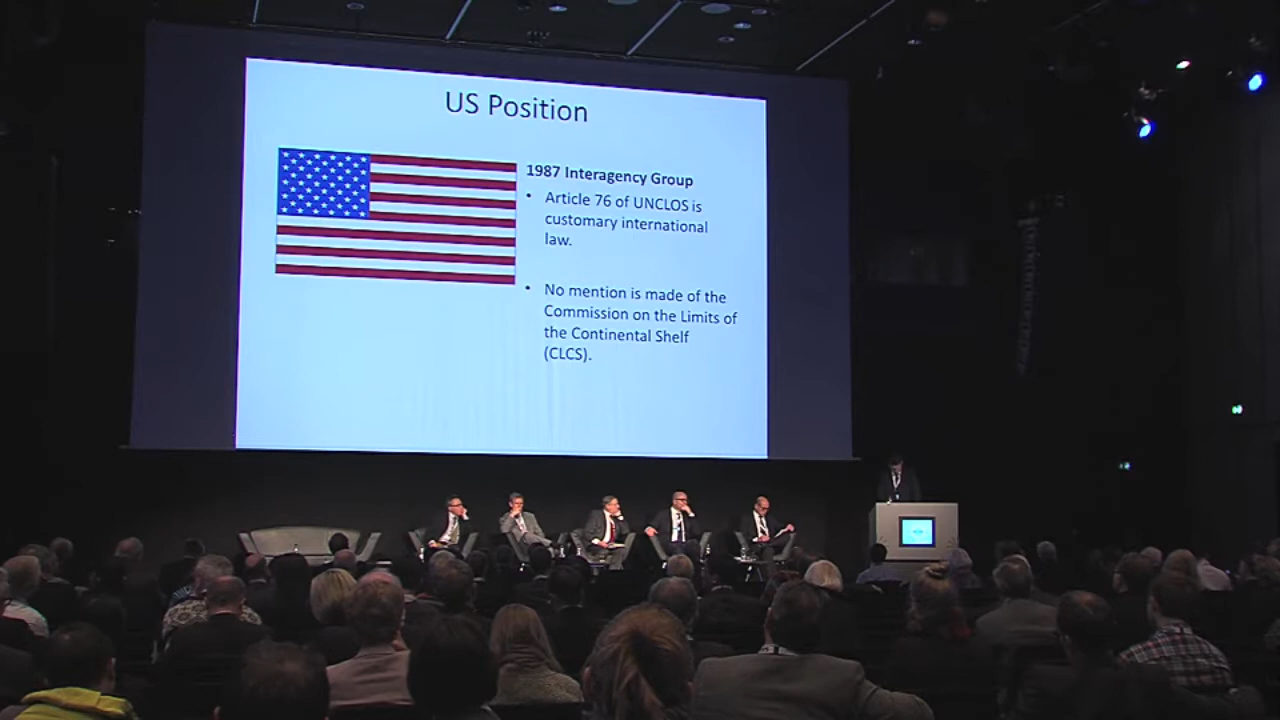 US Position
1987 Interagency Group
• Article 76 of UNCLOS is
customary international
law.
• No mention is made of the
Commission on the Limits of
the Continental Shelf
(CLCS).